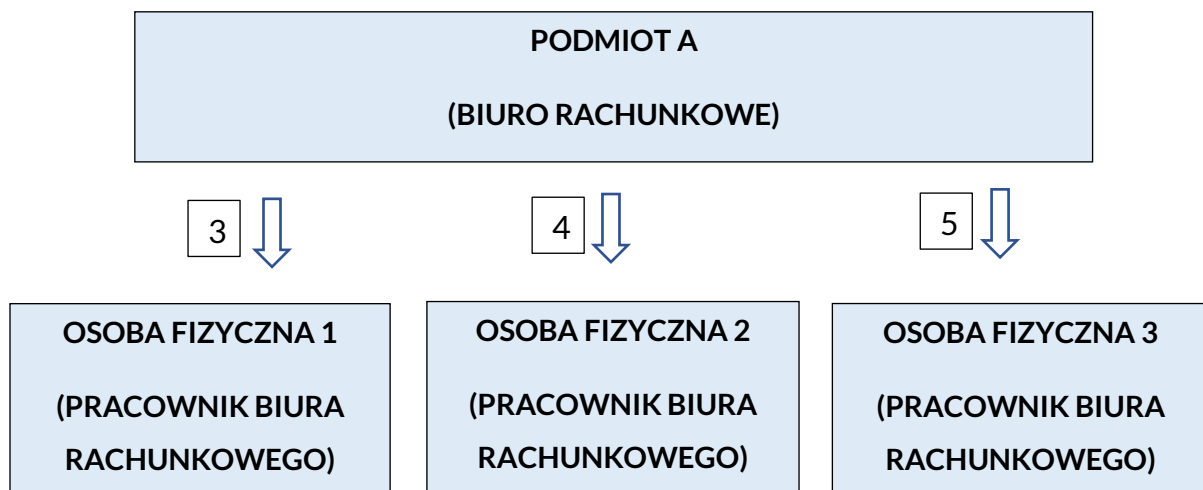 PODMIOT A
(BIURO RACHUNKOWE)
3
4
5
OSOBA FIZYCZNA 1
(PRACOWNIK BIURA
RACHUNKOWEGO)
OSOBA FIZYCZNA 2
(PRACOWNIK BIURA
RACHUNKOWEGO)
OSOBA FIZYCZNA 3
(PRACOWNIK BIURA
RACHUNKOWEGO)